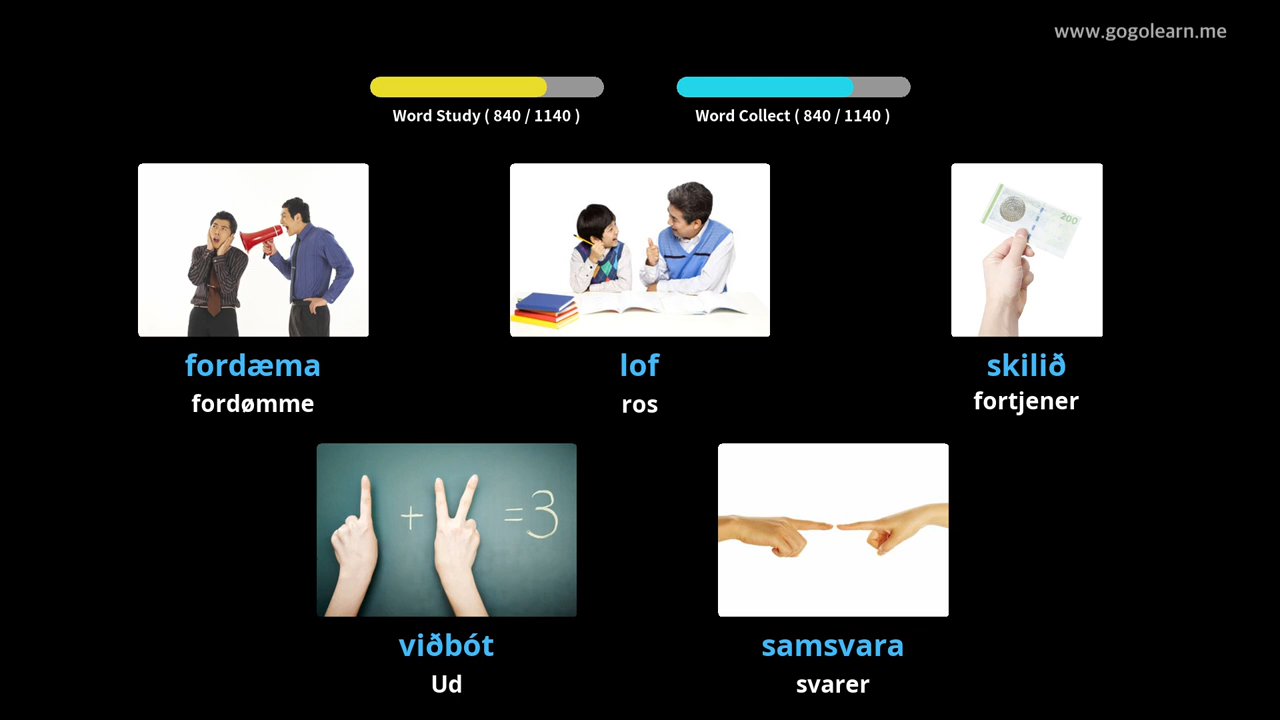 www.gogolearn.me
Word Study ( 840 / 1140 )
Word Collect ( 840 / 1140 )
200
fordæma
fordømme
lof
ros
skilið
fortjener
+ =3
viðbót
Ud
samsvara
svarer